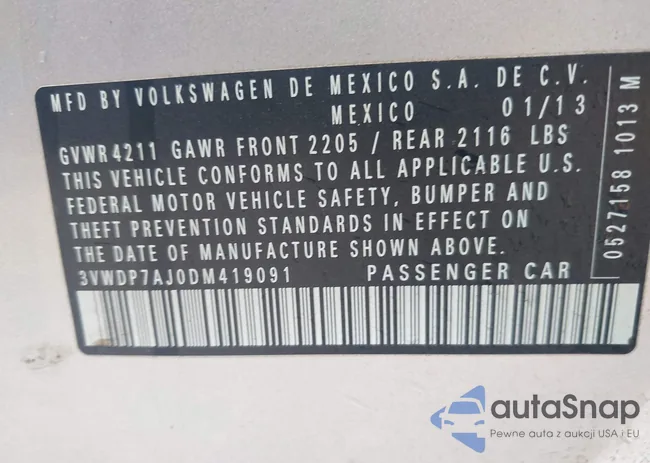 MFD BY VOLKSWAGEN DE MEXICO S.A. DE C.V.
MEXICO 01/13
GVWR 4211 GAWR FRONT 2205 / REAR 2116 LBS
THIS VEHICLE CONFORMS TO ALL APPLICABLE U.S.
FEDERAL MOTOR VEHICLE SAFETY, BUMPER AND
THEFT PREVENTION STANDARDS IN EFFECT ON
THE DATE OF MANUFACTURE SHOWN ABOVE.
3VWDP7AJ0DM419091 PASSENGER CAR
0527158 1013 M
autaSnap
Pewne auta z aukcji USA i EU